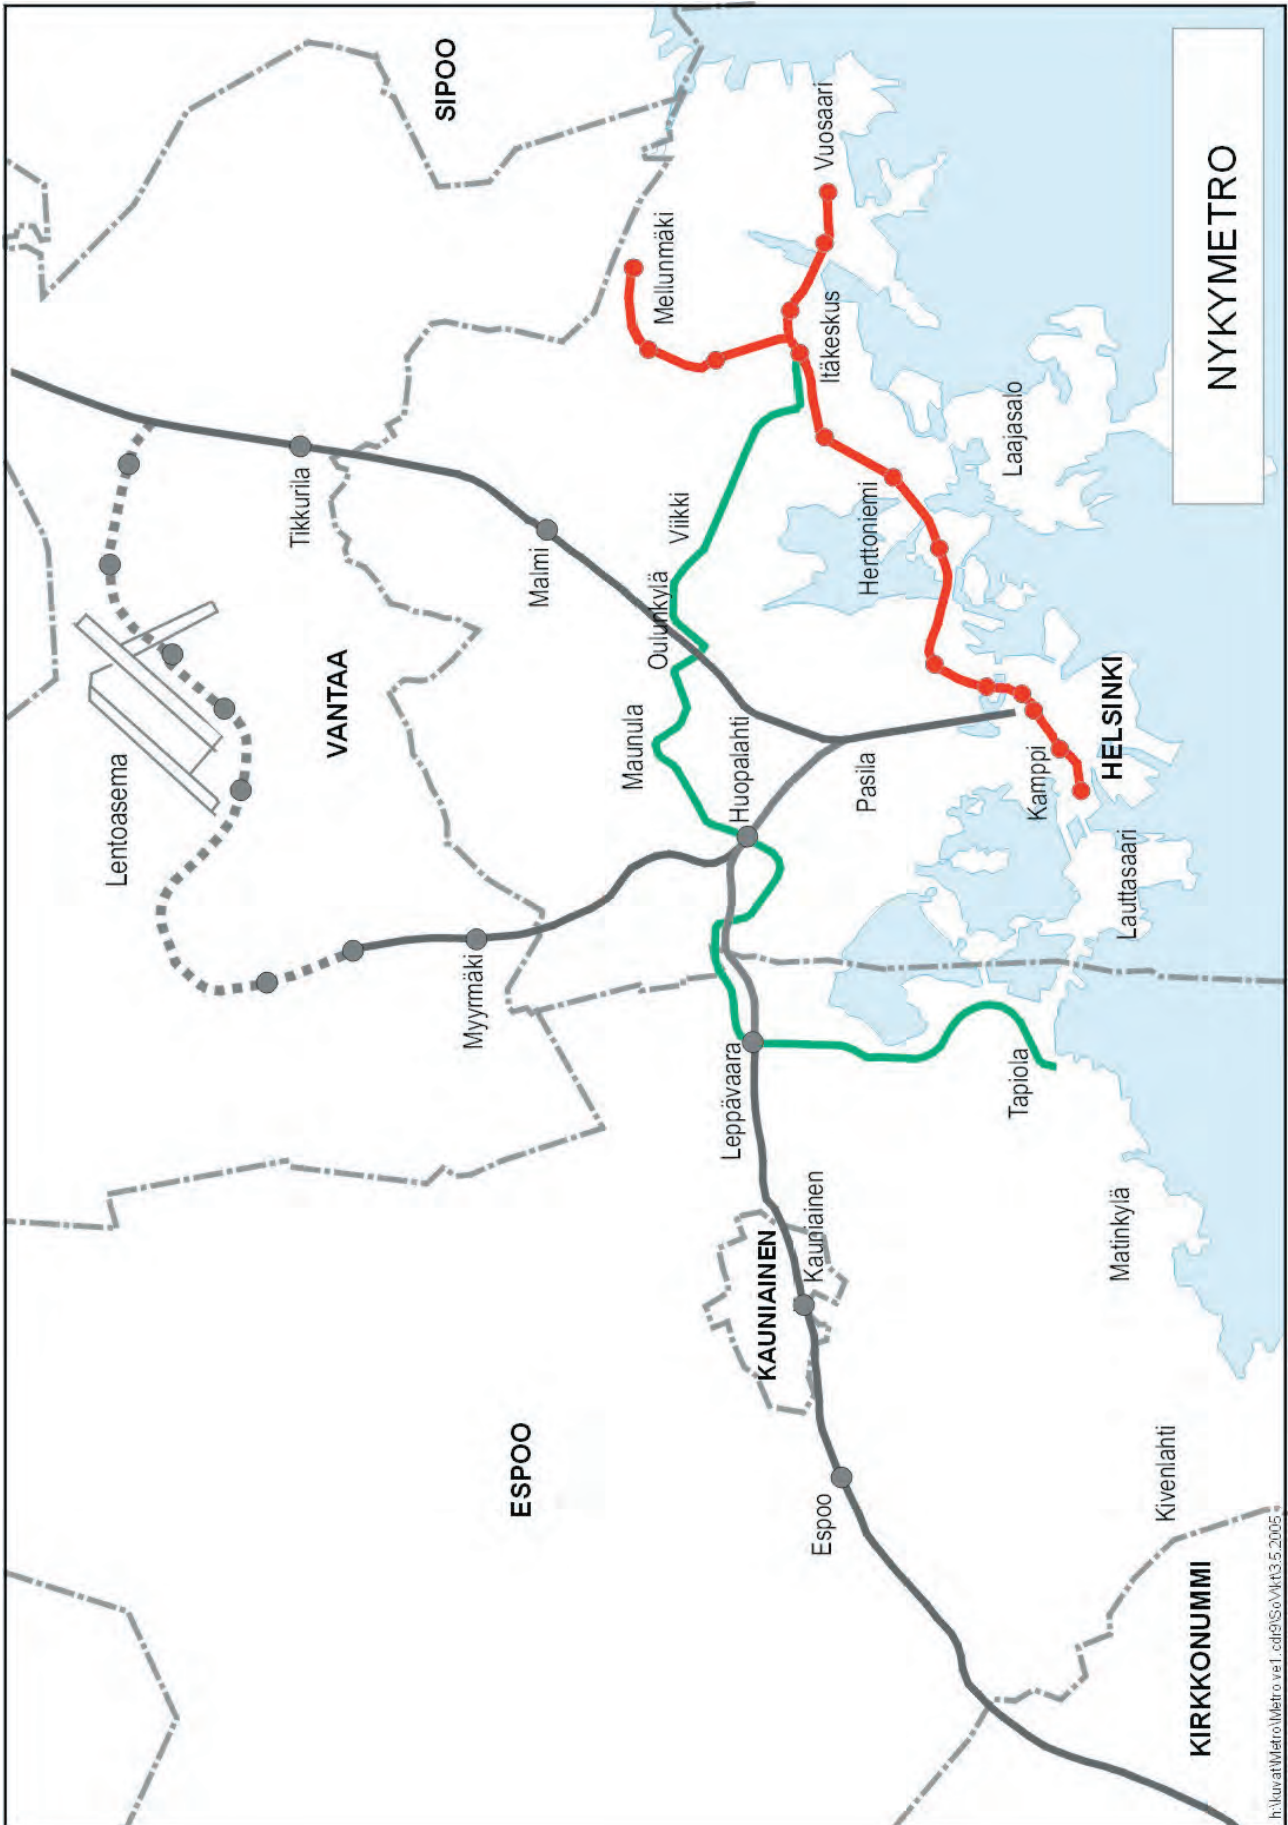 SIPOO
Tikkurila
Lentoasema
VANTAA
Malmi
Myyrmäki
Mellunmäki
Vuosaari
Viikki
Oulunkylä
Maunula
Huopalahti
Itäkeskus
Herttoniemi
Laajasalo
Pasila
Kamppi
HELSINKI
Lauttasaari
Leppävaara
Tapiola
KAUNIAINEN
Kauniainen
Matinkylä
ESPOO
Espoo
Kivenlahti
KIRKKONUMMI
NYKYMETRO